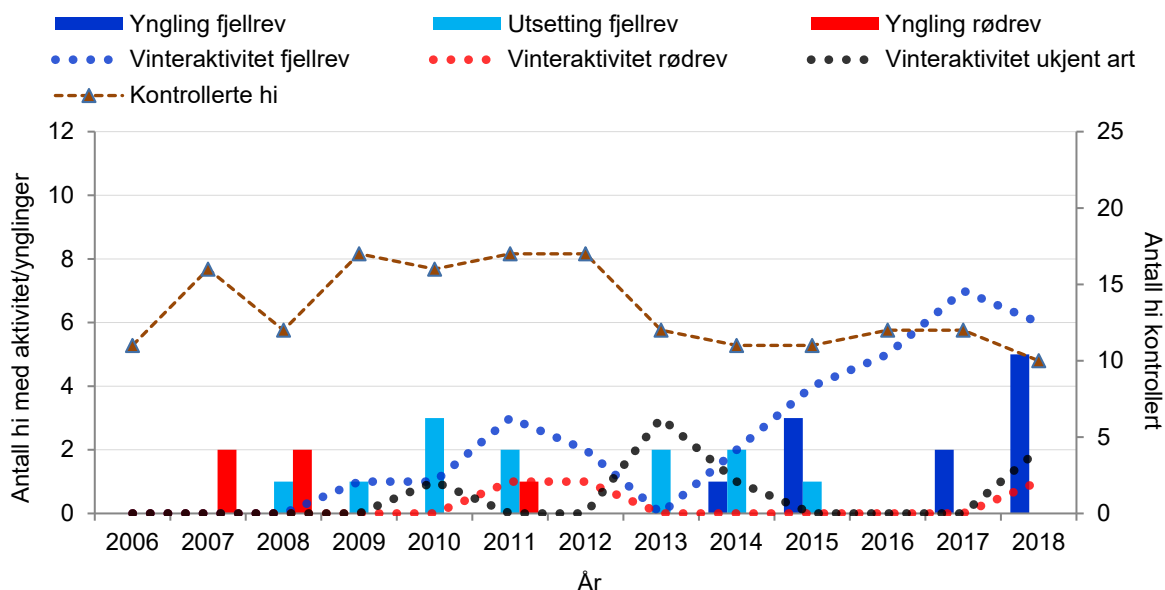 Yngling fjellrev Utsetting fjellrev Yngling rødrev
Vinteraktivitet fjellrev Vinteraktivitet rødrev Vinteraktivitet ukjent art
Kontrollerte hi
12 25
10 20
8 15
6
4 10
2 5
0 0
Antall hi med aktivitet/ynglinger
Antall hi kontrollert
2006 2007 2008 2009 2010 2011 2012 2013 2014 2015 2016 2017 2018
År